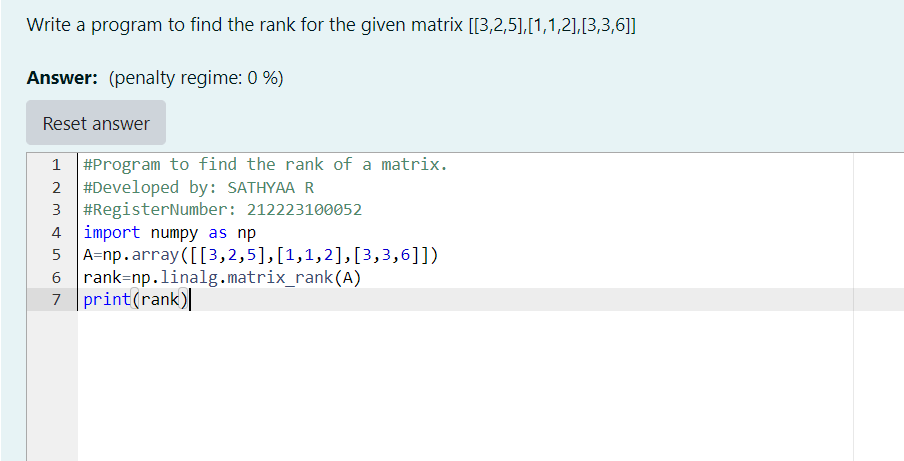 Write a program to find the rank for the given matrix [[3,2,5],[1,1,2],[3,3,6]]
Answer: (penalty regime: 0 %)
Reset answer
1 #Program to find the rank of a matrix.
2 #Developed by: SATHYAA R
3 #RegisterNumber: 212223100052
4 import numpy as np
5 A=np.array([[3,2,5],[1,1,2],[3,3,6]])
6 rank=np.linalg.matrix_rank(A)
7 print(rank)